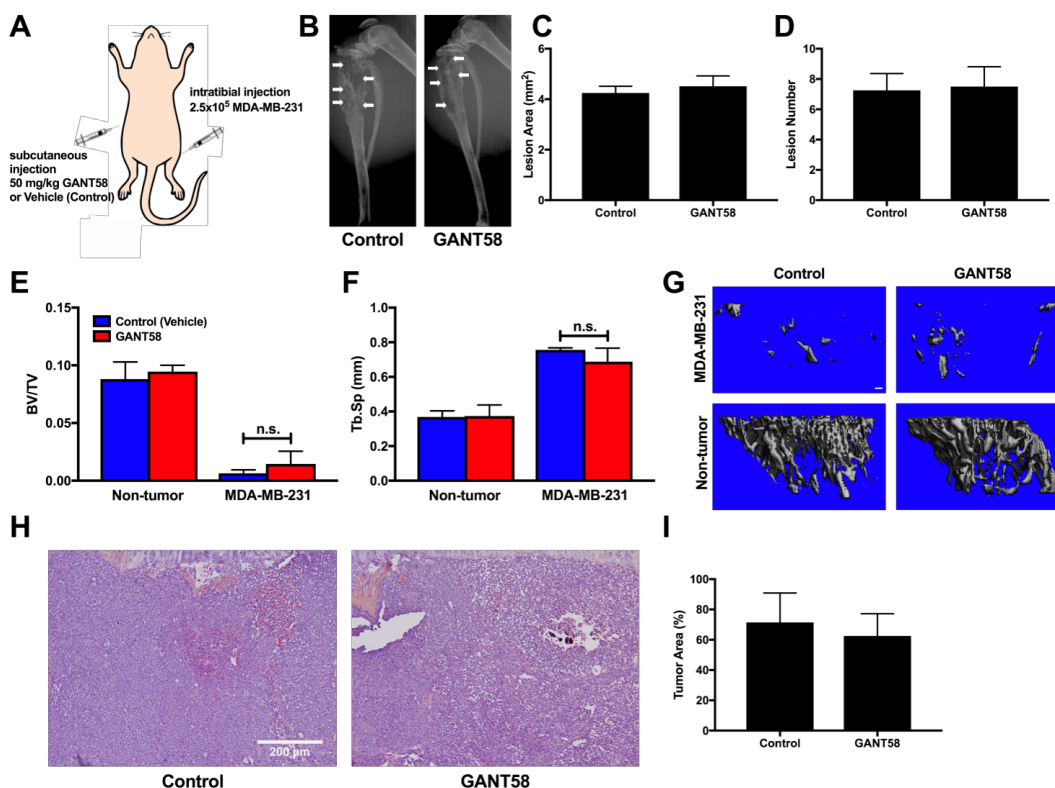 A
intratibial injection
2.5x10⁵ MDA-MB-231
subcutaneous
injection
50 mg/kg GANT58
or Vehicle (Control)
B
Control
GANT58
C
Lesion Area (mm²)
6
4
2
0
Control
GANT58
D
Lesion Number
10
8
6
4
2
0
Control
GANT58
E
BV/TV
0.15
0.10
0.05
0.00
Control (Vehicle)
GANT58
n.s.
Non-tumor
MDA-MB-231
F
Tb.Sp (mm)
1.0
0.8
0.6
0.4
0.2
0.0
n.s.
Non-tumor
MDA-MB-231
G
Control
GANT58
MDA-MB-231
Non-tumor
H
200 µm
Control
GANT58
I
Tumor Area (%)
100
80
60
40
20
0
Control
GANT58